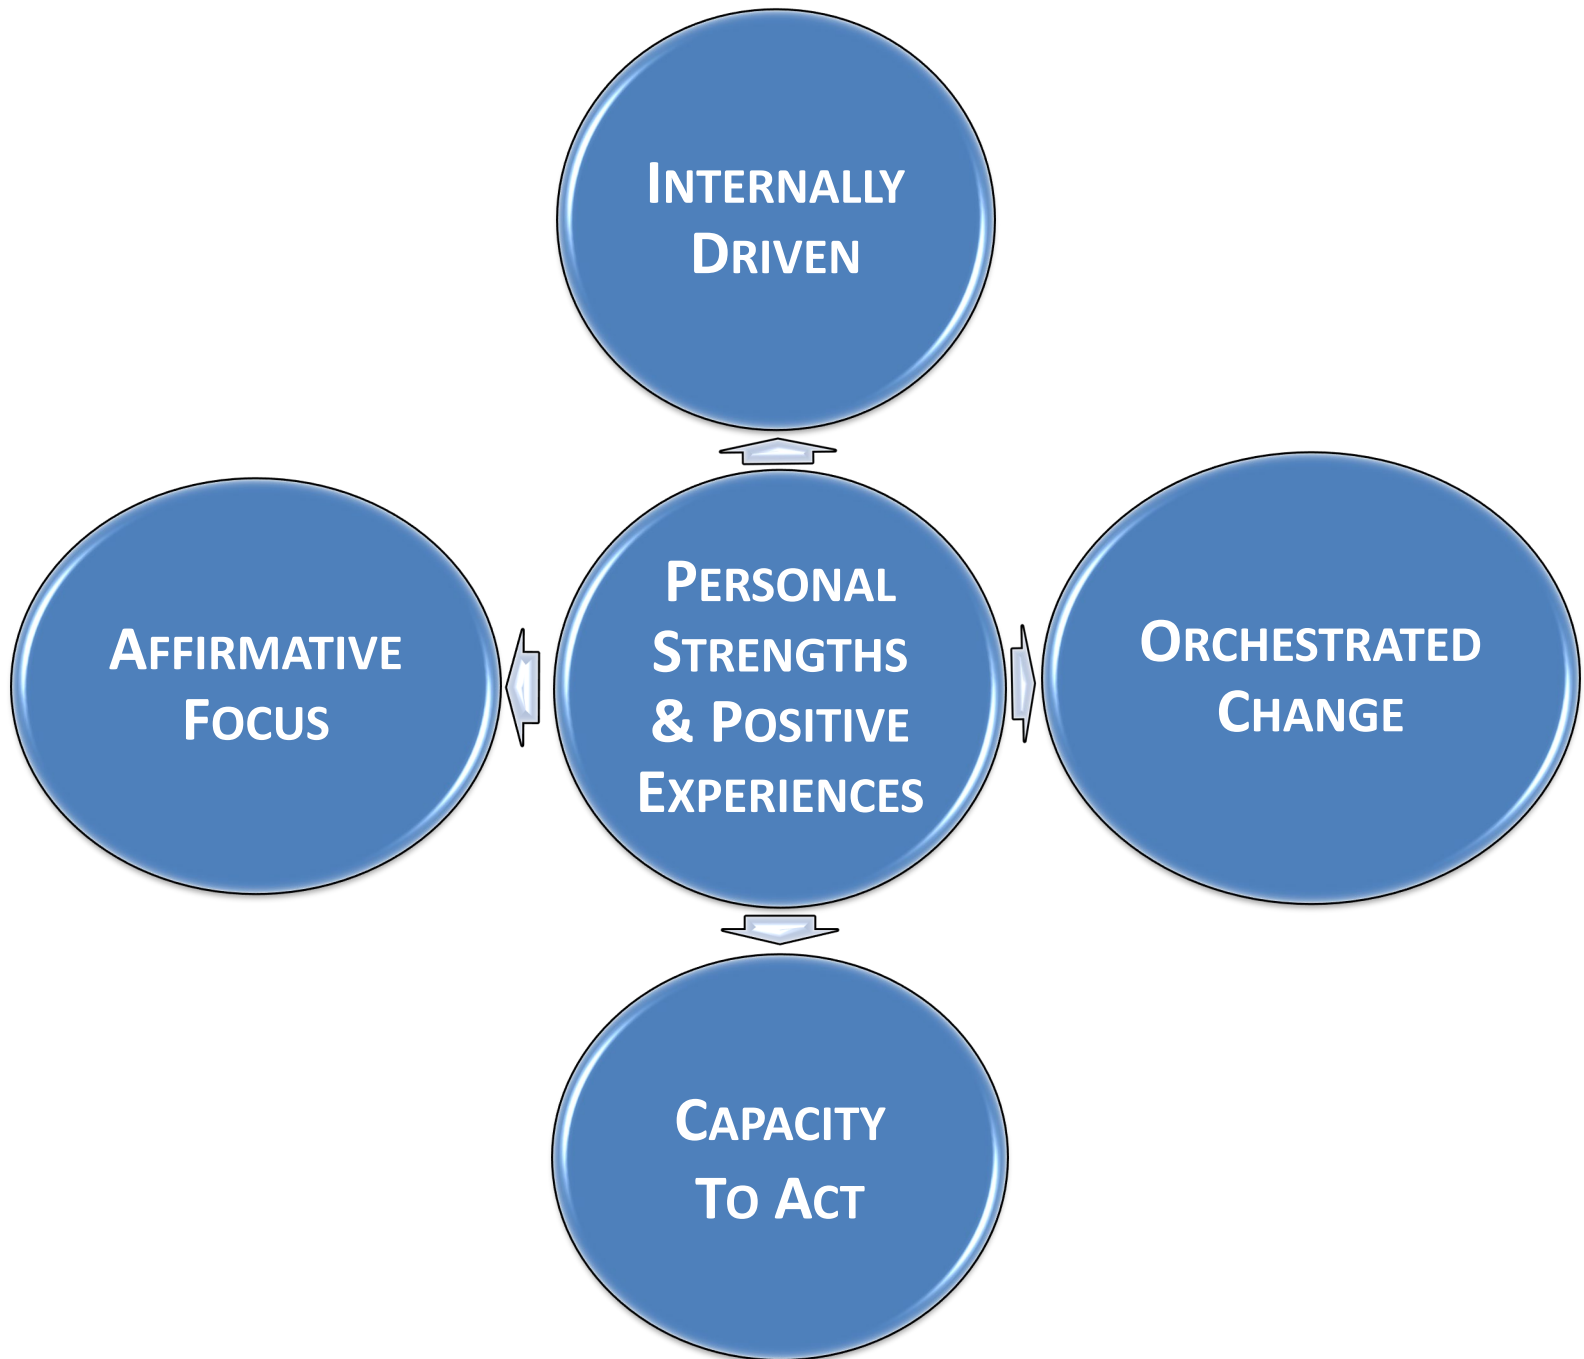 INTERNALLY
DRIVEN
AFFIRMATIVE
FOCUS
PERSONAL
STRENGTHS
& POSITIVE
EXPERIENCES
ORCHESTRATED
CHANGE
CAPACITY
TO ACT